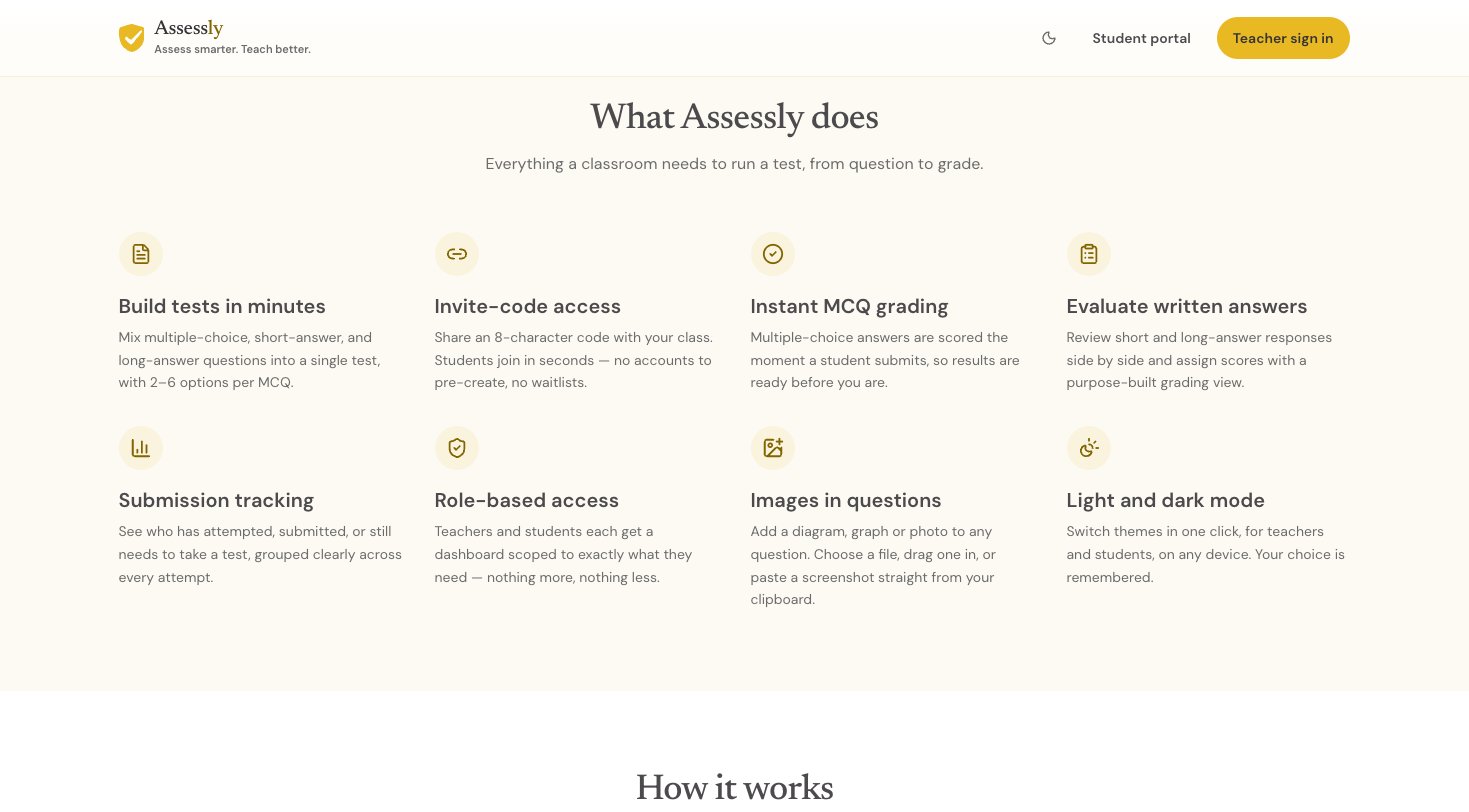 Assessly
Assess smarter. Teach better.
Student portal
Teacher sign in
What Assessly does
Everything a classroom needs to run a test, from question to grade.
Build tests in minutes
Mix multiple-choice, short-answer, and
long-answer questions into a single test,
with 2–6 options per MCQ.
Invite-code access
Share an 8-character code with your class.
Students join in seconds — no accounts to
pre-create, no waitlists.
Instant MCQ grading
Multiple-choice answers are scored the
moment a student submits, so results are
ready before you are.
Evaluate written answers
Review short and long-answer responses
side by side and assign scores with a
purpose-built grading view.
Submission tracking
See who has attempted, submitted, or still
needs to take a test, grouped clearly across
every attempt.
Role-based access
Teachers and students each get a
dashboard scoped to exactly what they
need — nothing more, nothing less.
Images in questions
Add a diagram, graph or photo to any
question. Choose a file, drag one in, or
paste a screenshot straight from your
clipboard.
Light and dark mode
Switch themes in one click, for teachers
and students, on any device. Your choice is
remembered.
How it works